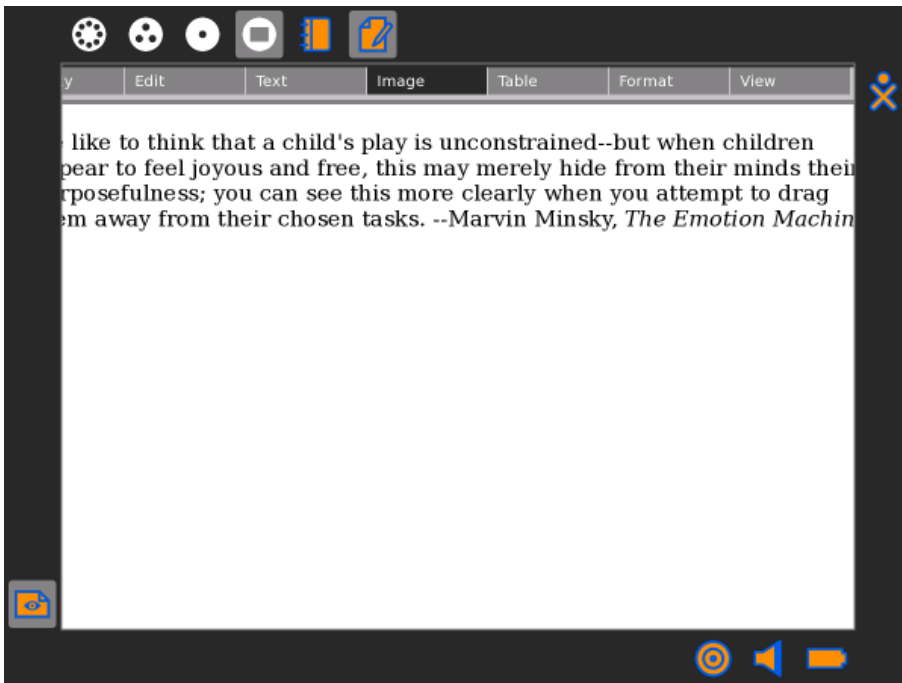 y Edit Text Image Table Format View
like to think that a child's play is unconstrained--but when children
pear to feel joyous and free, this may merely hide from their minds their
rposefulness; you can see this more clearly when you attempt to drag
em away from their chosen tasks. --Marvin Minsky, The Emotion Machin